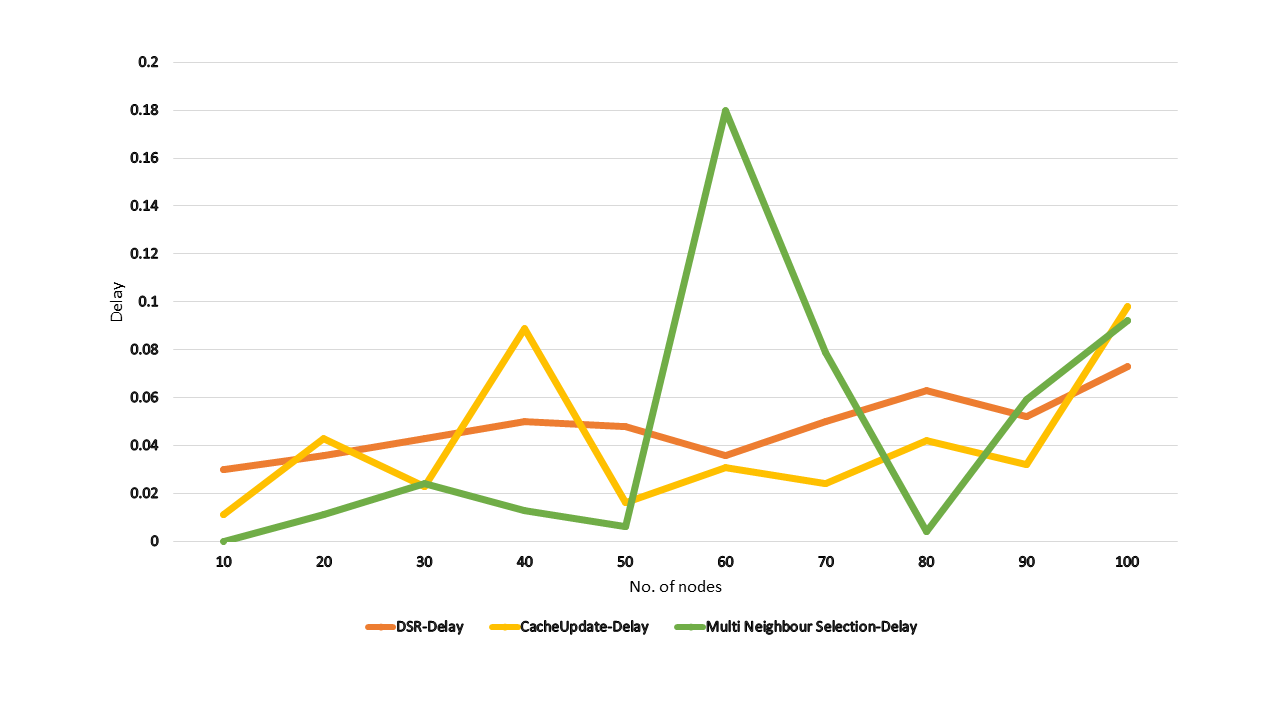 0.2
0.18
0.16
0.14
0.12
0.1
0.08
0.06
0.04
0.02
0
Delay
10 20 30 40 50 60 70 80 90 100
No. of nodes
DSR-Delay CacheUpdate-Delay Multi Neighbour Selection-Delay